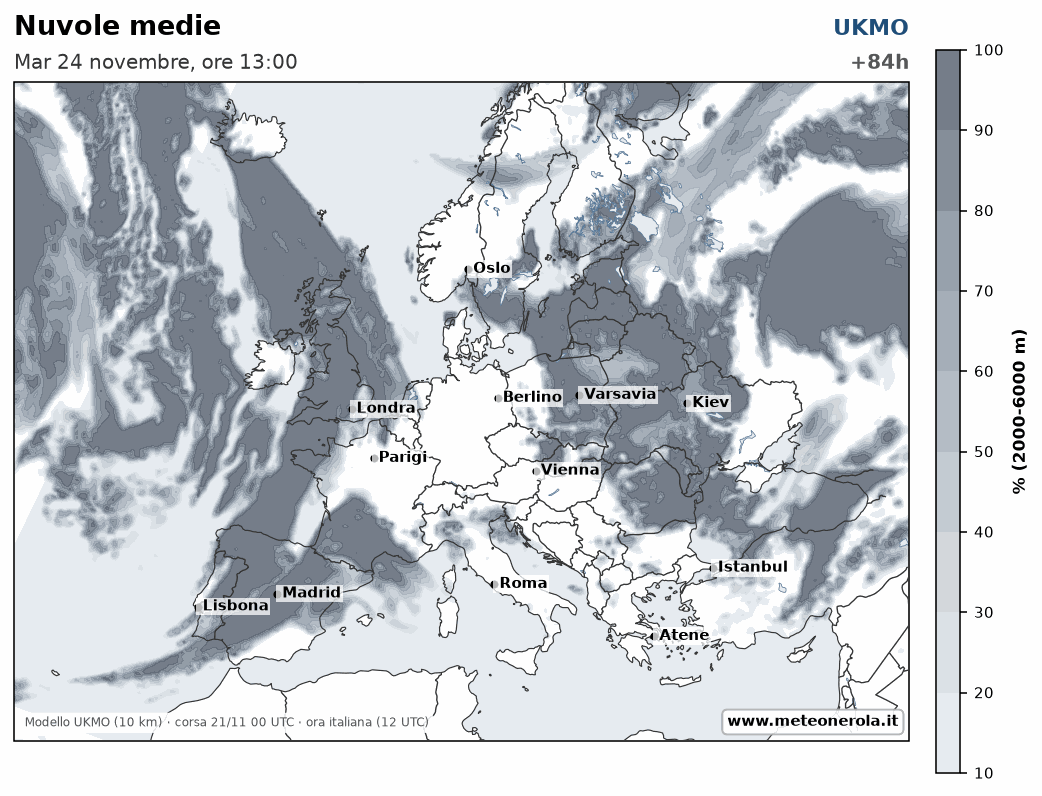 Nuvole medie
UKMO
Mar 24 novembre, ore 13:00
+84h
100
90
80
70
60
50
40
30
20
10
% (2000-6000 m)
Oslo
Berlino
Varsavia
Kiev
Londra
Parigi
Vienna
Istanbul
Roma
Madrid
Lisbona
Atene
Modello UKMO (10 km) · corsa 21/11 00 UTC · ora italiana (12 UTC)
www.meteonerola.it